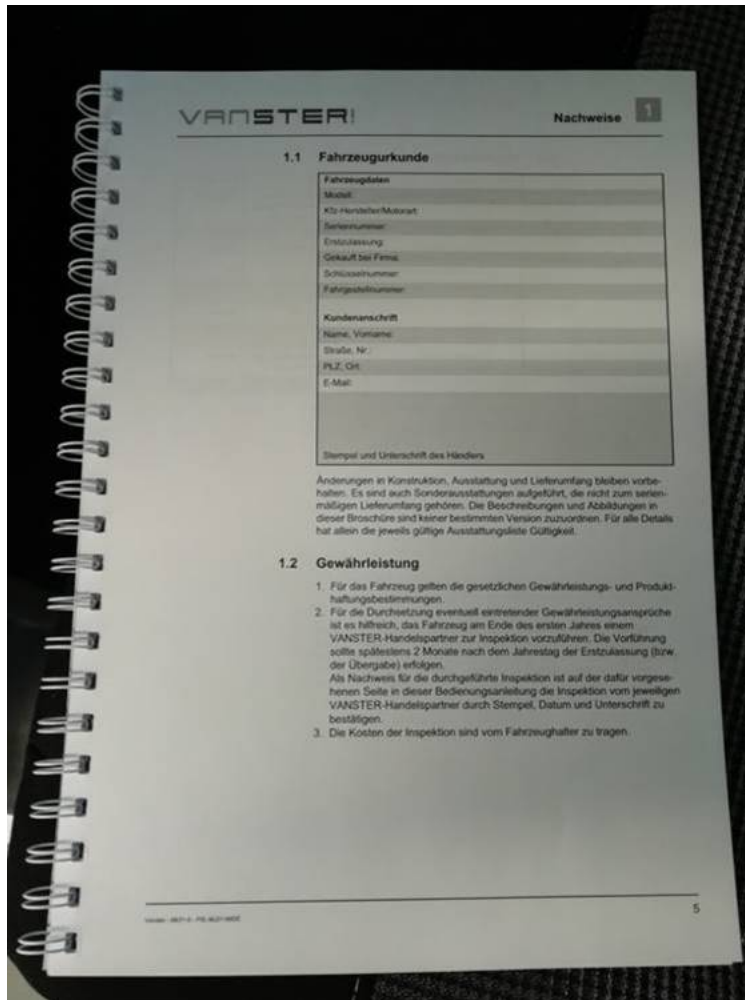 VANSTER!
Nachweise 1
1.1 Fahrzeugurkunde
Fahrzeugdaten
Modell:
Kfz-Hersteller/Motorart:
Seriennummer:
Erstzulassung:
Gekauft bei Firma:
Schlüsselnummer:
Fahrgestellnummer:
Kundenanschrift
Name, Vorname:
Straße, Nr.:
PLZ, Ort:
E-Mail:
Stempel und Unterschrift des Händlers
Änderungen in Konstruktion, Ausstattung und Lieferumfang bleiben vorbe-
halten. Es sind auch Sonderausstattungen aufgeführt, die nicht zum serien-
mäßigen Lieferumfang gehören. Die Beschreibungen und Abbildungen in
dieser Broschüre sind keiner bestimmten Version zuzuordnen. Für alle Details
hat allein die jeweils gültige Ausstattungsliste Gültigkeit.
1.2 Gewährleistung
1. Für das Fahrzeug gelten die gesetzlichen Gewährleistungs- und Produkt-
haftungsbestimmungen.
2. Für die Durchsetzung eventuell eintretender Gewährleistungsansprüche
ist es hilfreich, das Fahrzeug am Ende des ersten Jahres einem
VANSTER-Handelspartner zur Inspektion vorzuführen. Die Vorführung
sollte spätestens 2 Monate nach dem Jahrestag der Erstzulassung (bzw.
der Übergabe) erfolgen.
Als Nachweis für die durchgeführte Inspektion ist auf der dafür vorgese-
henen Seite in dieser Bedienungsanleitung die Inspektion vom jeweiligen
VANSTER-Handelspartner durch Stempel, Datum und Unterschrift zu
bestätigen.
3. Die Kosten der Inspektion sind vom Fahrzeughalter zu tragen.
5